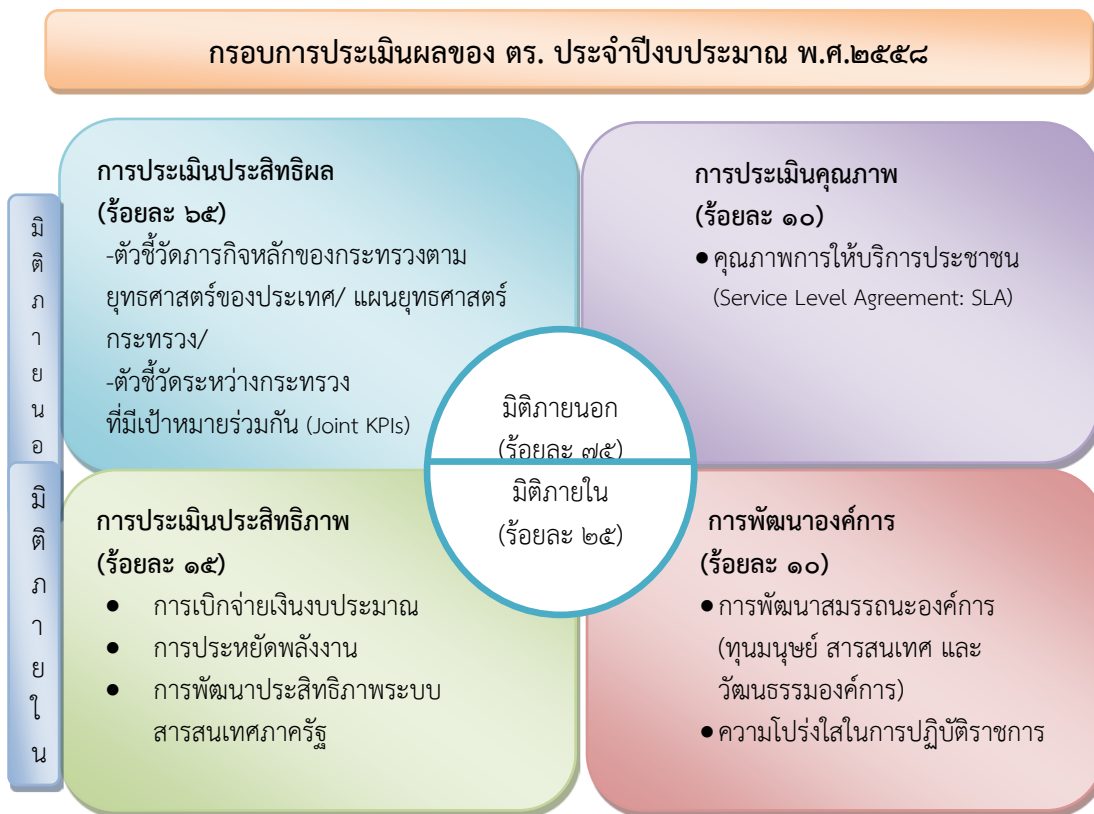 กรอบการประเมินผลของ ตร. ประจำปีงบประมาณ พ.ศ.๒๕๕๘
มิติภายนอ
การประเมินประสิทธิผล
(ร้อยละ ๖๕)
-ตัวชี้วัดภารกิจหลักของกระทรวงตาม
ยุทธศาสตร์ของประเทศ/ แผนยุทธศาสตร์
กระทรวง/
-ตัวชี้วัดระหว่างกระทรวง
ที่มีเป้าหมายร่วมกัน (Joint KPIs)
การประเมินคุณภาพ
(ร้อยละ ๑๐)
● คุณภาพการให้บริการประชาชน
(Service Level Agreement: SLA)
มิติภายนอก
(ร้อยละ ๗๕)
มิติภายใน
(ร้อยละ ๒๕)
มิติภายใน
การประเมินประสิทธิภาพ
(ร้อยละ ๑๕)
● การเบิกจ่ายเงินงบประมาณ
● การประหยัดพลังงาน
● การพัฒนาประสิทธิภาพระบบ
สารสนเทศภาครัฐ
การพัฒนาองค์การ
(ร้อยละ ๑๐)
● การพัฒนาสมรรถนะองค์การ
(ทุนมนุษย์ สารสนเทศ และ
วัฒนธรรมองค์การ)
● ความโปร่งใสในการปฏิบัติราชการ